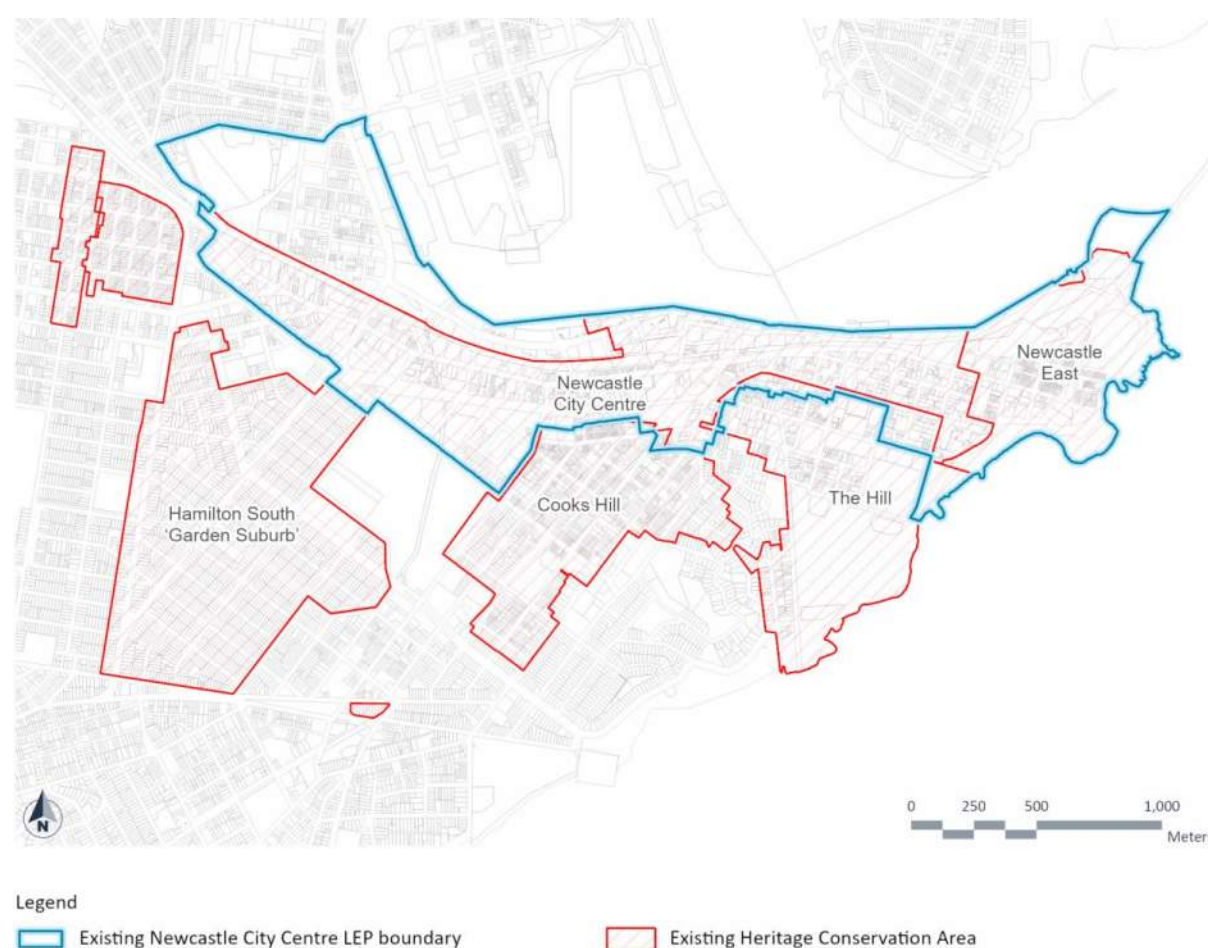 Newcastle
East
Newcastle
City Centre
The Hill
Cooks Hill
Hamilton South
'Garden Suburb'
N
0 250 500 1,000
Meter
Legend
Existing Newcastle City Centre LEP boundary
Existing Heritage Conservation Area